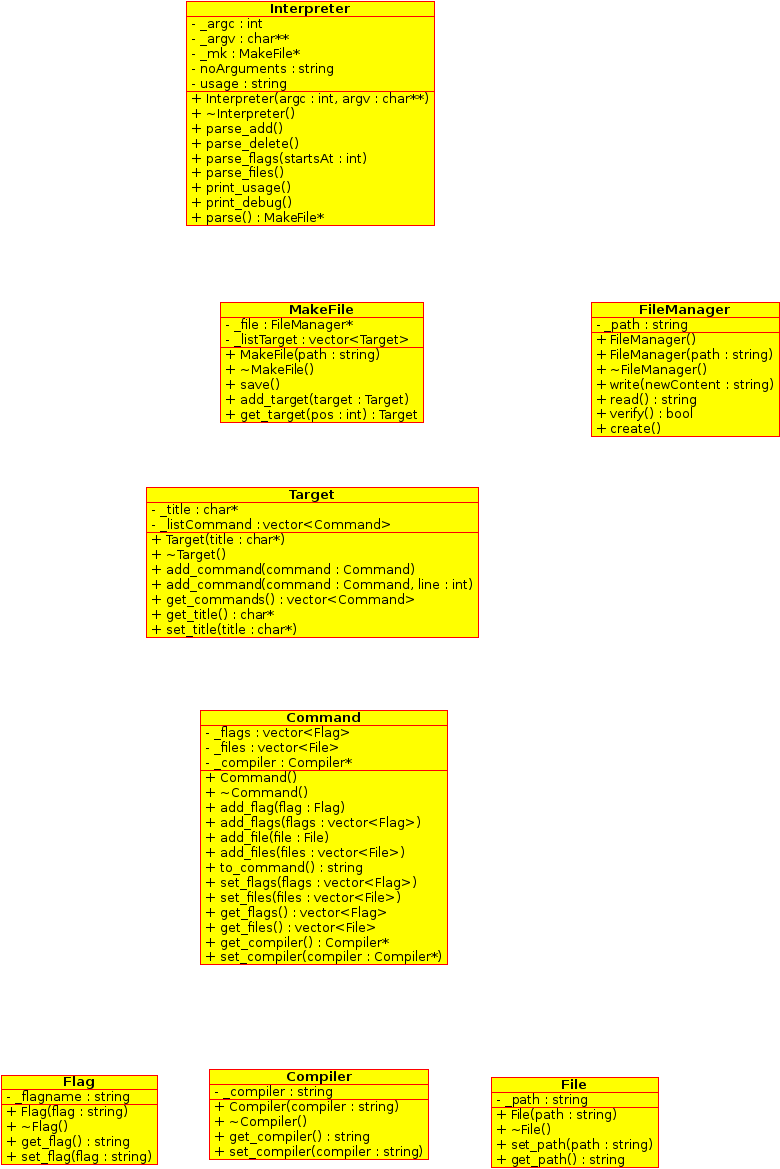 Interpreter
- _argc : int
- _argv : char**
- _mk : MakeFile*
- noArguments : string
- usage : string
+ Interpreter(argc : int, argv : char**)
+ ~Interpreter()
+ parse_add()
+ parse_delete()
+ parse_flags(startsAt : int)
+ parse_files()
+ print_usage()
+ print_debug()
+ parse() : MakeFile*
MakeFile
- _file : FileManager*
- _listTarget : vector<Target>
+ MakeFile(path : string)
+ ~MakeFile()
+ save()
+ add_target(target : Target)
+ get_target(pos : int) : Target
FileManager
- _path : string
+ FileManager()
+ FileManager(path : string)
+ ~FileManager()
+ write(newContent : string)
+ read() : string
+ verify() : bool
+ create()
Target
- _title : char*
- _listCommand : vector<Command>
+ Target(title : char*)
+ ~Target()
+ add_command(command : Command)
+ add_command(command : Command, line : int)
+ get_commands() : vector<Command>
+ get_title() : char*
+ set_title(title : char*)
Command
- _flags : vector<Flag>
- _files : vector<File>
- _compiler : Compiler*
+ Command()
+ ~Command()
+ add_flag(flag : Flag)
+ add_flags(flags : vector<Flag>)
+ add_file(file : File)
+ add_files(files : vector<File>)
+ to_command() : string
+ set_flags(flags : vector<Flag>)
+ set_files(files : vector<File>)
+ get_flags() : vector<Flag>
+ get_files() : vector<File>
+ get_compiler() : Compiler*
+ set_compiler(compiler : Compiler*)
Flag
- _flagname : string
+ Flag(flag : string)
+ ~Flag()
+ get_flag() : string
+ set_flag(flag : string)
Compiler
- _compiler : string
+ Compiler(compiler : string)
+ ~Compiler()
+ get_compiler() : string
+ set_compiler(compiler : string)
File
- _path : string
+ File(path : string)
+ ~File()
+ set_path(path : string)
+ get_path() : string